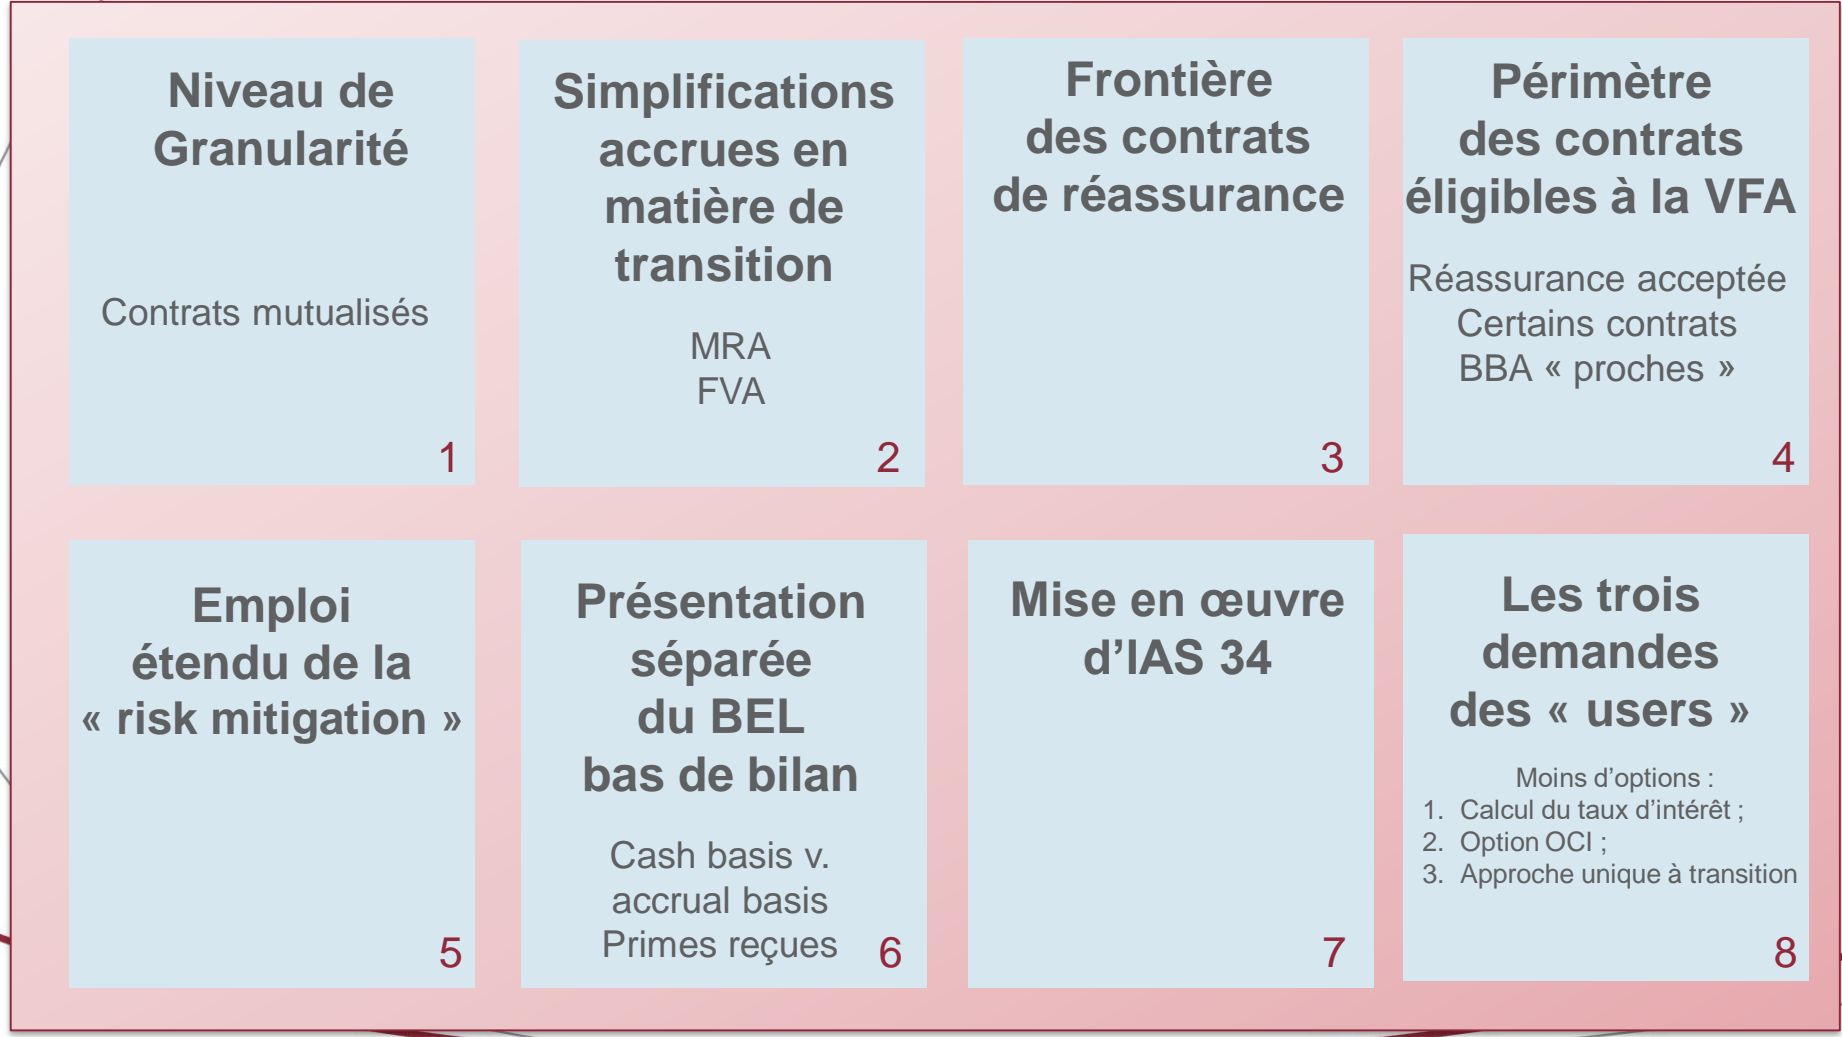 Niveau de
Granularité
Contrats mutualisés
1
Simplifications
accrues en
matière de
transition
MRA
FVA
2
Frontière
des contrats
de réassurance
3
Périmètre
des contrats
éligibles à la VFA
Réassurance acceptée
Certains contrats
BBA « proches »
4
Emploi
étendu de la
« risk mitigation »
5
Présentation
séparée
du BEL
bas de bilan
Cash basis v.
accrual basis
Primes reçues
6
Mise en œuvre
d’IAS 34
7
Les trois
demandes
des « users »
Moins d’options :
1. Calcul du taux d’intérêt ;
2. Option OCI ;
3. Approche unique à transition
8